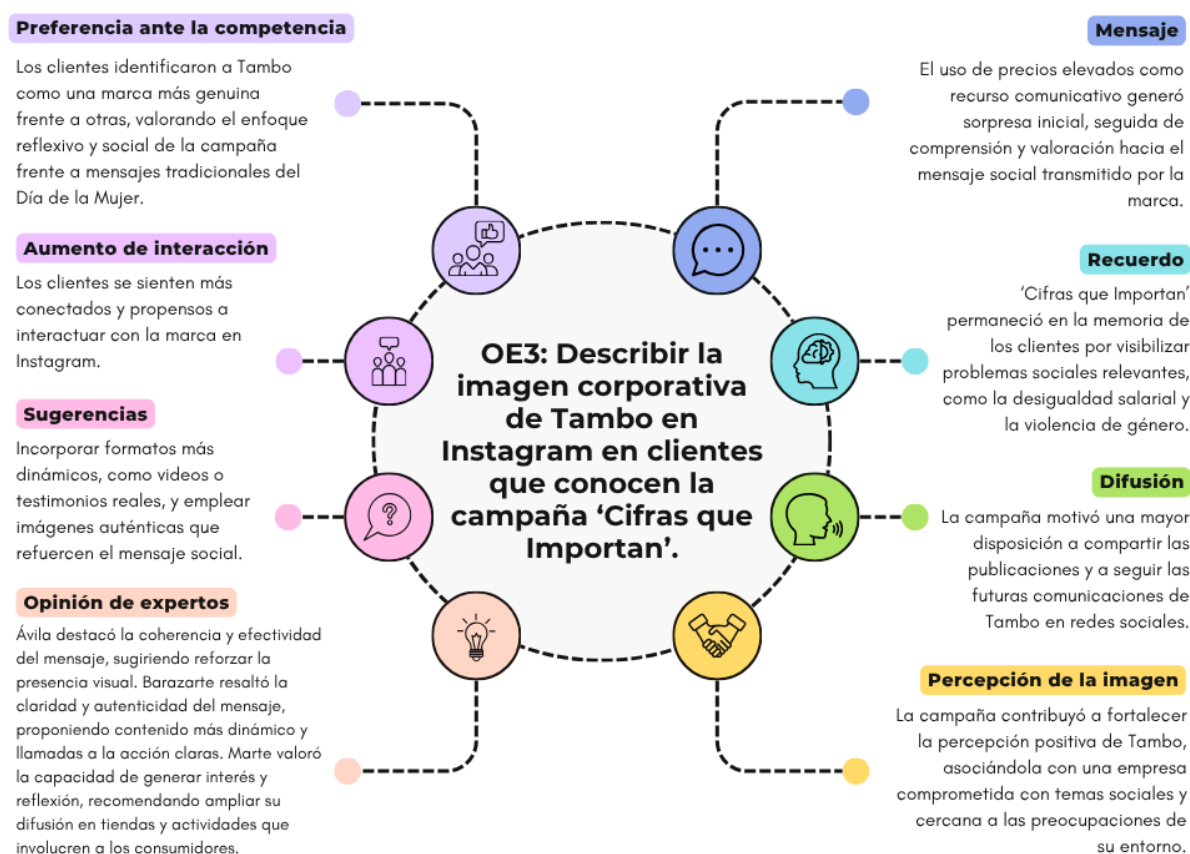 Preferencia ante la competencia
Los clientes identificaron a Tambo
como una marca más genuina
frente a otras, valorando el enfoque
reflexivo y social de la campaña
frente a mensajes tradicionales del
Día de la Mujer.
Aumento de interacción
Los clientes se sienten más
conectados y propensos a
interactuar con la marca en
Instagram.
Sugerencias
Incorporar formatos más
dinámicos, como videos o
testimonios reales, y emplear
imágenes auténticas que
refuercen el mensaje social.
Opinión de expertos
Ávila destacó la coherencia y efectividad
del mensaje, sugiriendo reforzar la
presencia visual. Barazarte resaltó la
claridad y autenticidad del mensaje,
proponiendo contenido más dinámico y
llamadas a la acción claras. Marte valoró
la capacidad de generar interés y
reflexión, recomendando ampliar su
difusión en tiendas y actividades que
involucren a los consumidores.
OE3: Describir la
imagen corporativa
de Tambo en
Instagram en clientes
que conocen la
campaña ‘Cifras que
Importan’.
Mensaje
El uso de precios elevados como
recurso comunicativo generó
sorpresa inicial, seguida de
comprensión y valoración hacia el
mensaje social transmitido por la
marca.
Recuerdo
‘Cifras que Importan’
permaneció en la memoria de
los clientes por visibilizar
problemas sociales relevantes,
como la desigualdad salarial y
la violencia de género.
Difusión
La campaña motivó una mayor
disposición a compartir las
publicaciones y a seguir las
futuras comunicaciones de
Tambo en redes sociales.
Percepción de la imagen
La campaña contribuyó a fortalecer
la percepción positiva de Tambo,
asociándola con una empresa
comprometida con temas sociales y
cercana a las preocupaciones de
su entorno.